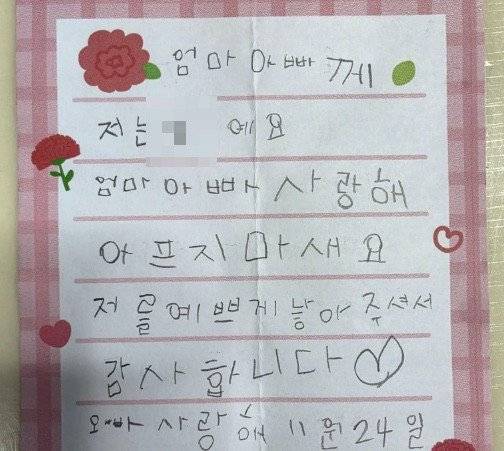 엄마 아빠 께
저는 에요
엄마 아빠 사랑해
아프지마새요
저를 예쁘게 낳아 주셔서
감사합니다♡
오빠 사랑해 11월 24일